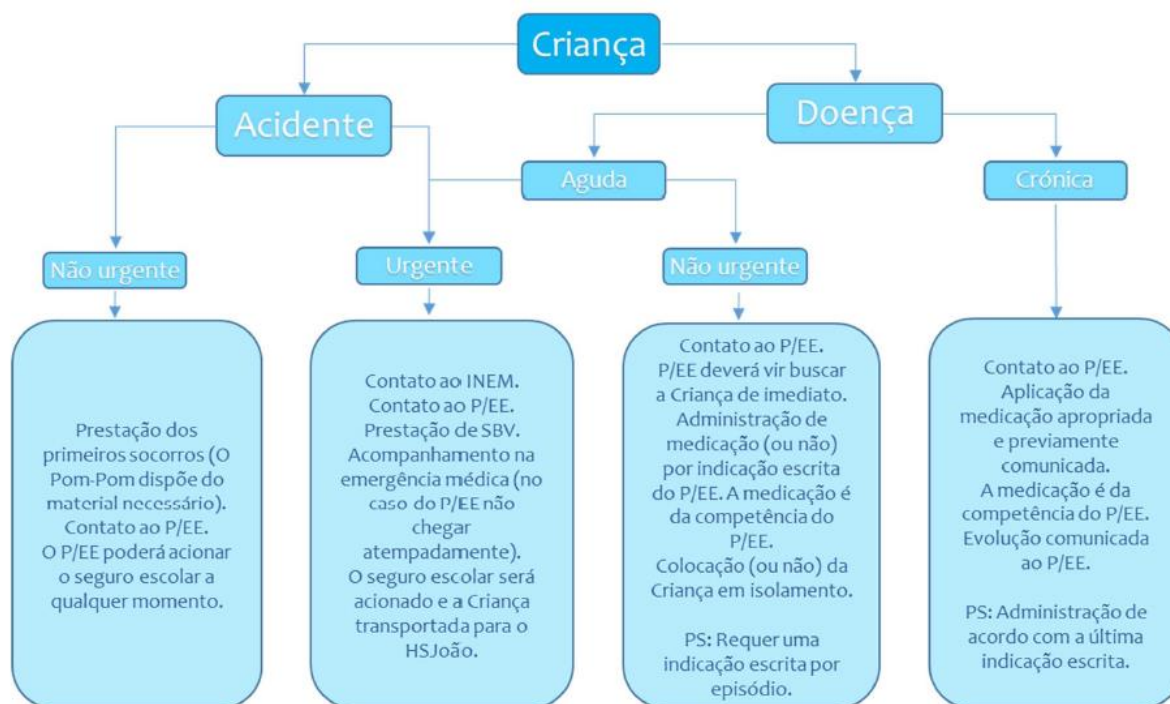 Criança
Acidente
Doença
Aguda
Crónica
Não urgente
Urgente
Não urgente
Prestação dos
primeiros socorros (O
Pom-Pom dispõe do
material necessário).
Contato ao P/EE.
O P/EE poderá acionar
o seguro escolar a
qualquer momento.
Contato ao INEM.
Contato ao P/EE.
Prestação de SBV.
Acompanhamento na
emergência médica (no
caso do P/EE não
chegar
atempadamente).
O seguro escolar será
acionado e a Criança
transportada para o
HSJoão.
Contato ao P/EE.
P/EE deverá vir buscar
a Criança de imediato.
Administração de
medicação (ou não)
por indicação escrita
do P/EE. A medicação é
da competência do
P/EE.
Colocação (ou não) da
Criança em isolamento.
PS: Requer uma
indicação escrita por
episódio.
Contato ao P/EE.
Aplicação da
medicação apropriada
e previamente
comunicada.
A medicação é da
competência do P/EE.
Evolução comunicada
ao P/EE.
PS: Administração de
acordo com a última
indicação escrita.